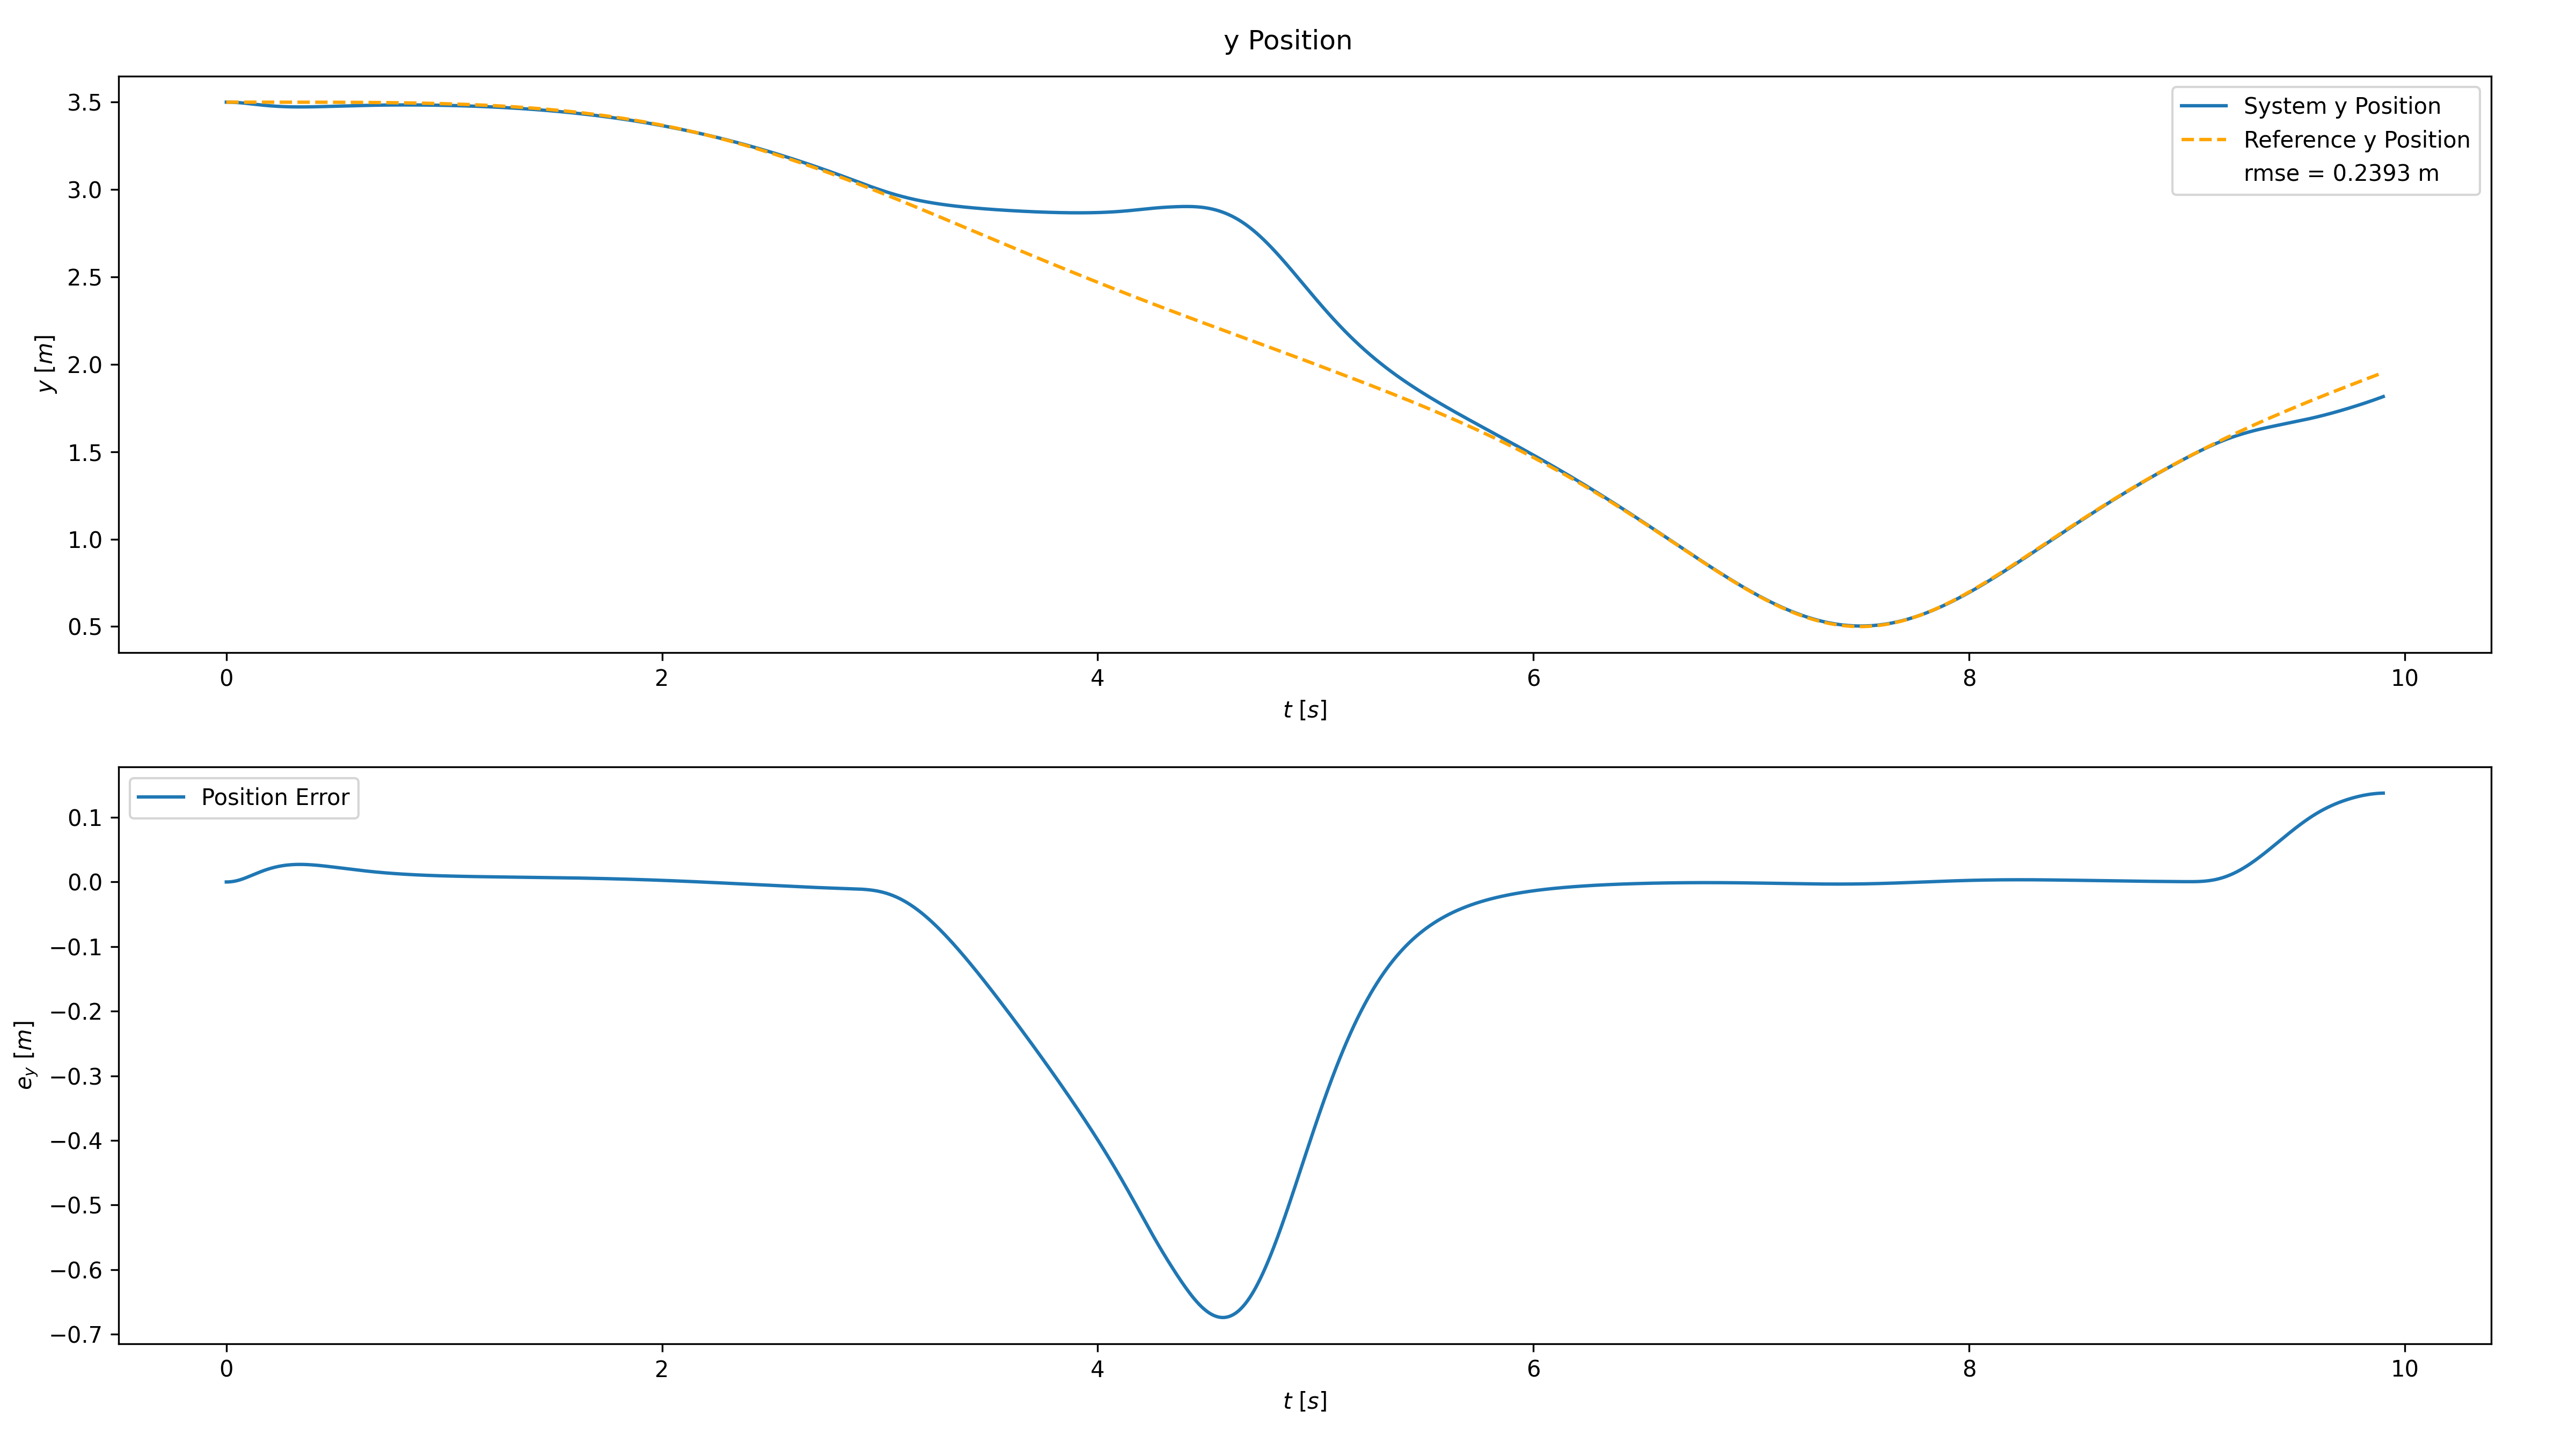 y Position
3.5
3.0
2.5
2.0
1.5
1.0
0.5
y [m]
System y Position
Reference y Position
rmse = 0.2393 m
0 2 4 6 8 10
t [s]
Position Error
0.1
0.0
−0.1
−0.2
−0.3
−0.4
−0.5
−0.6
−0.7
e_y [m]
0 2 4 6 8 10
t [s]